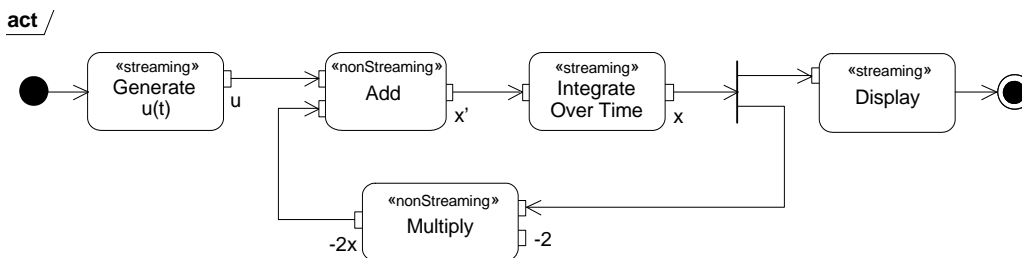 act
«streaming»
Generate
u(t)
u
«nonStreaming»
Add
x’
«streaming»
Integrate
Over Time
x
«streaming»
Display
«nonStreaming»
Multiply
-2x
-2